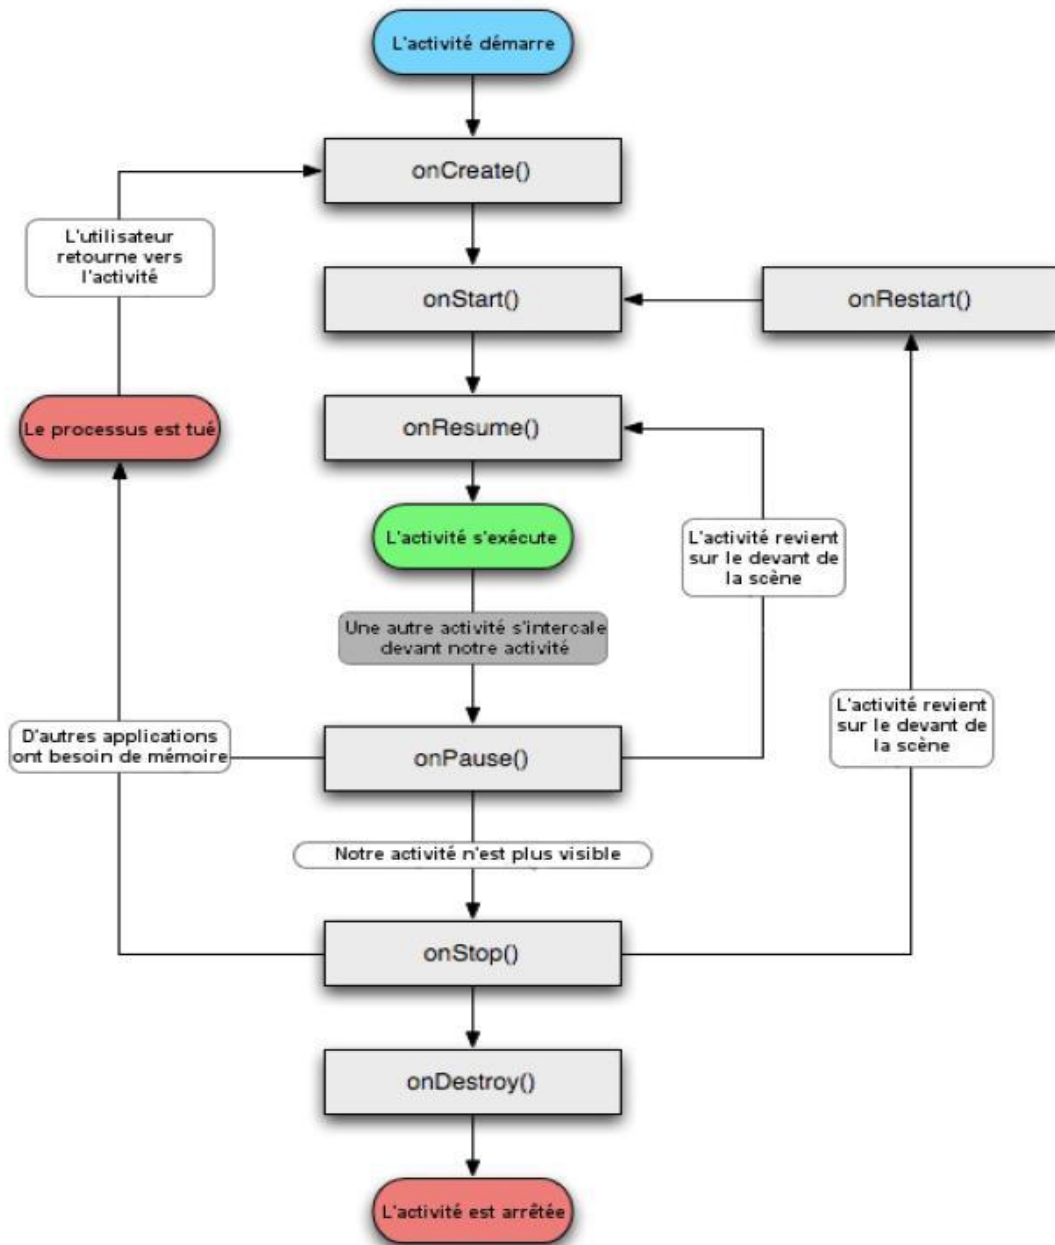 L'activité démarre
onCreate()
L'utilisateur
retourne vers
l'activité
onStart()
onRestart()
Le processus est tué
onResume()
L'activité s'exécute
L'activité revient
sur le devant de
la scène
Une autre activité s'intercale
devant notre activité
L'activité revient
sur le devant de
la scène
D'autres applications
ont besoin de mémoire
onPause()
Notre activité n'est plus visible
onStop()
onDestroy()
L'activité est arrêtée